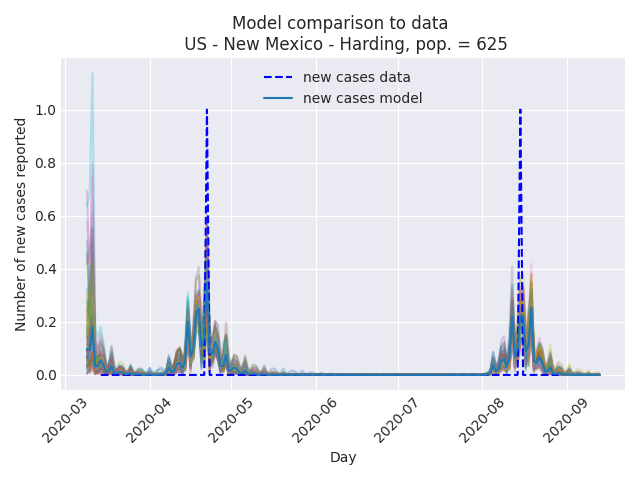 Model comparison to data
US - New Mexico - Harding, pop. = 625
new cases data
new cases model
Number of new cases reported
1.0
0.8
0.6
0.4
0.2
0.0
2020-03
2020-04
2020-05
2020-06
2020-07
2020-08
2020-09
Day